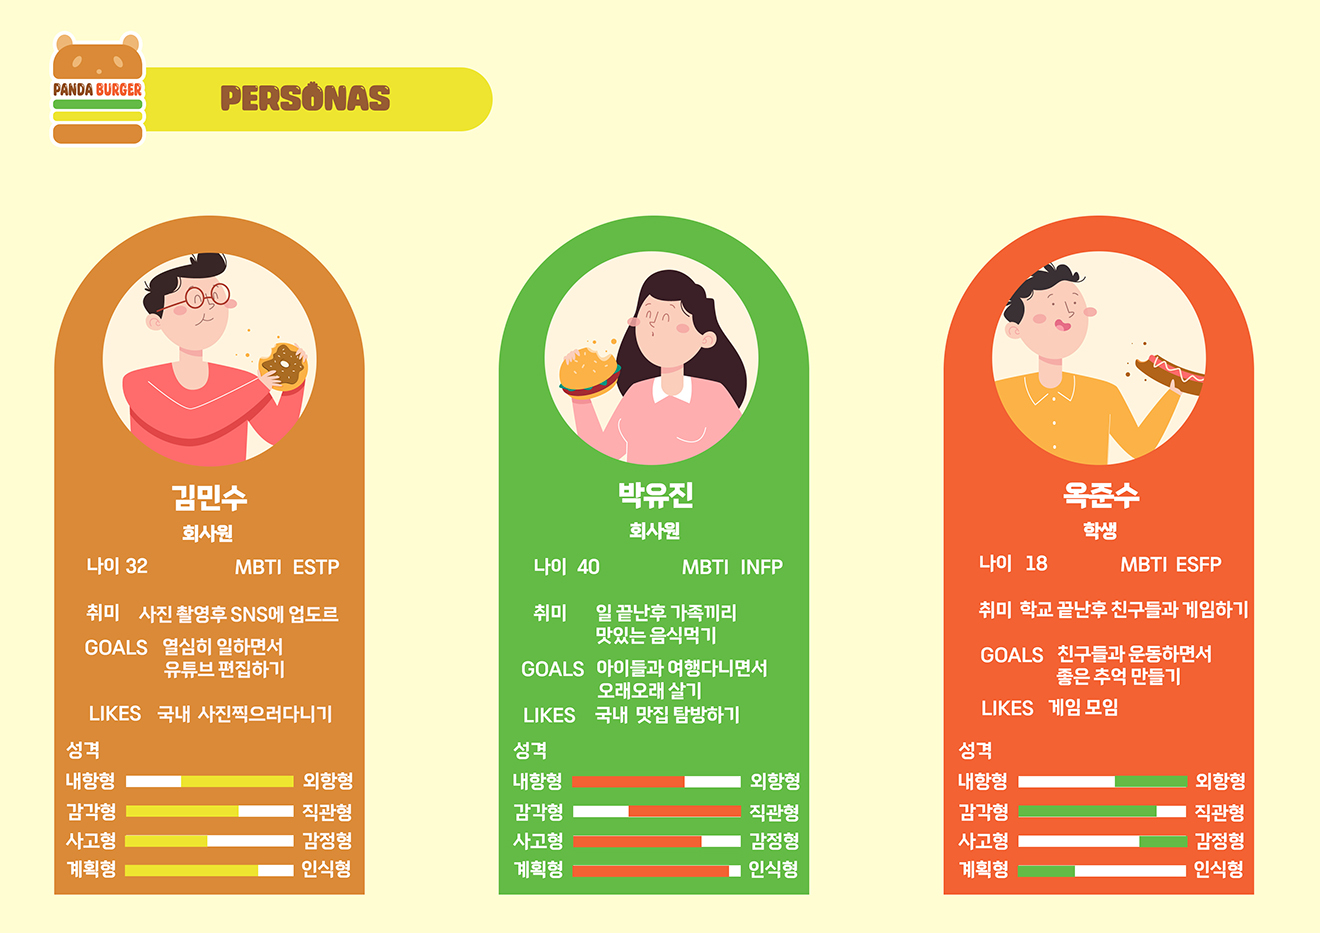 PANDA BURGER
PERSONAS
김민수
회사원
나이 32 MBTI ESTP
취미 사진 촬영후 SNS에 업도르
GOALS 열심히 일하면서
유튜브 편집하기
LIKES 국내 사진찍으러다니기
성격
내항형 외항형
감각형 직관형
사고형 감정형
계획형 인식형
박유진
회사원
나이 40 MBTI INFP
취미 일 끝난후 가족끼리
맛있는 음식먹기
GOALS 아이들과 여행다니면서
오래오래 살기
LIKES 국내 맛집 탐방하기
성격
내항형 외항형
감각형 직관형
사고형 감정형
계획형 인식형
옥준수
학생
나이 18 MBTI ESFP
취미 학교 끝난후 친구들과 게임하기
GOALS 친구들과 운동하면서
좋은 추억 만들기
LIKES 게임 모임
성격
내항형 외항형
감각형 직관형
사고형 감정형
계획형 인식형